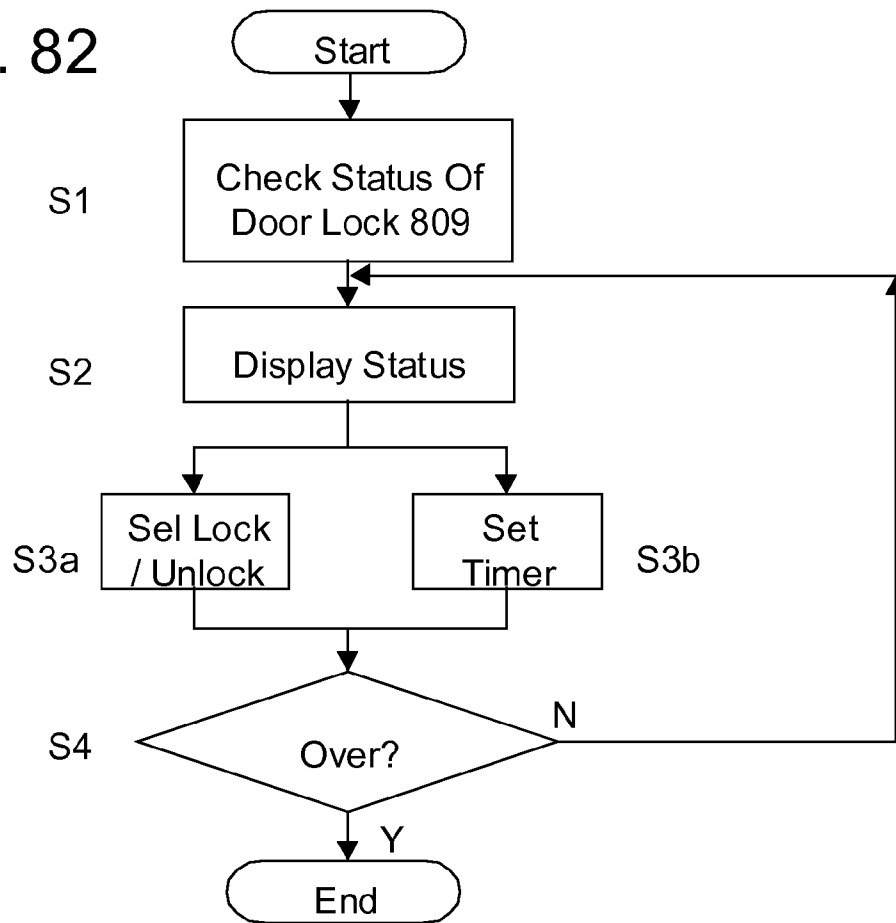 . 82
Start
S1
Check Status Of
Door Lock 809
S2
Display Status
S3a
Sel Lock
/ Unlock
Set
Timer
S3b
S4
Over?
N
Y
End